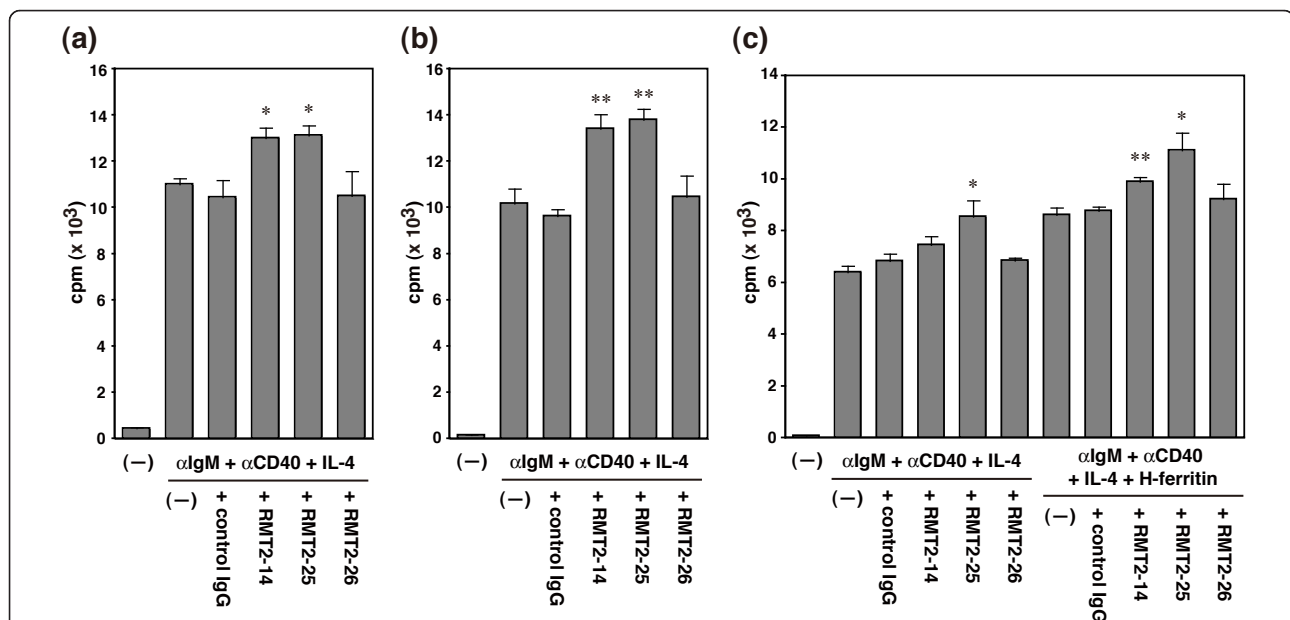 (a)
16
14
12
10
8
6
4
2
0
cpm (x 10³)
* *
(—)
αIgM + αCD40 + IL-4
(—)
+ control IgG
+ RMT2-14
+ RMT2-25
+ RMT2-26
(b)
16
14
12
10
8
6
4
2
0
cpm (x 10³)
** **
(—)
αIgM + αCD40 + IL-4
(—)
+ control IgG
+ RMT2-14
+ RMT2-25
+ RMT2-26
(c)
14
12
10
8
6
4
2
0
cpm (x 10³)
* ** *
(—)
αIgM + αCD40 + IL-4
(—)
+ control IgG
+ RMT2-14
+ RMT2-25
+ RMT2-26
αIgM + αCD40
+ IL-4 + H-ferritin
(—)
+ control IgG
+ RMT2-14
+ RMT2-25
+ RMT2-26